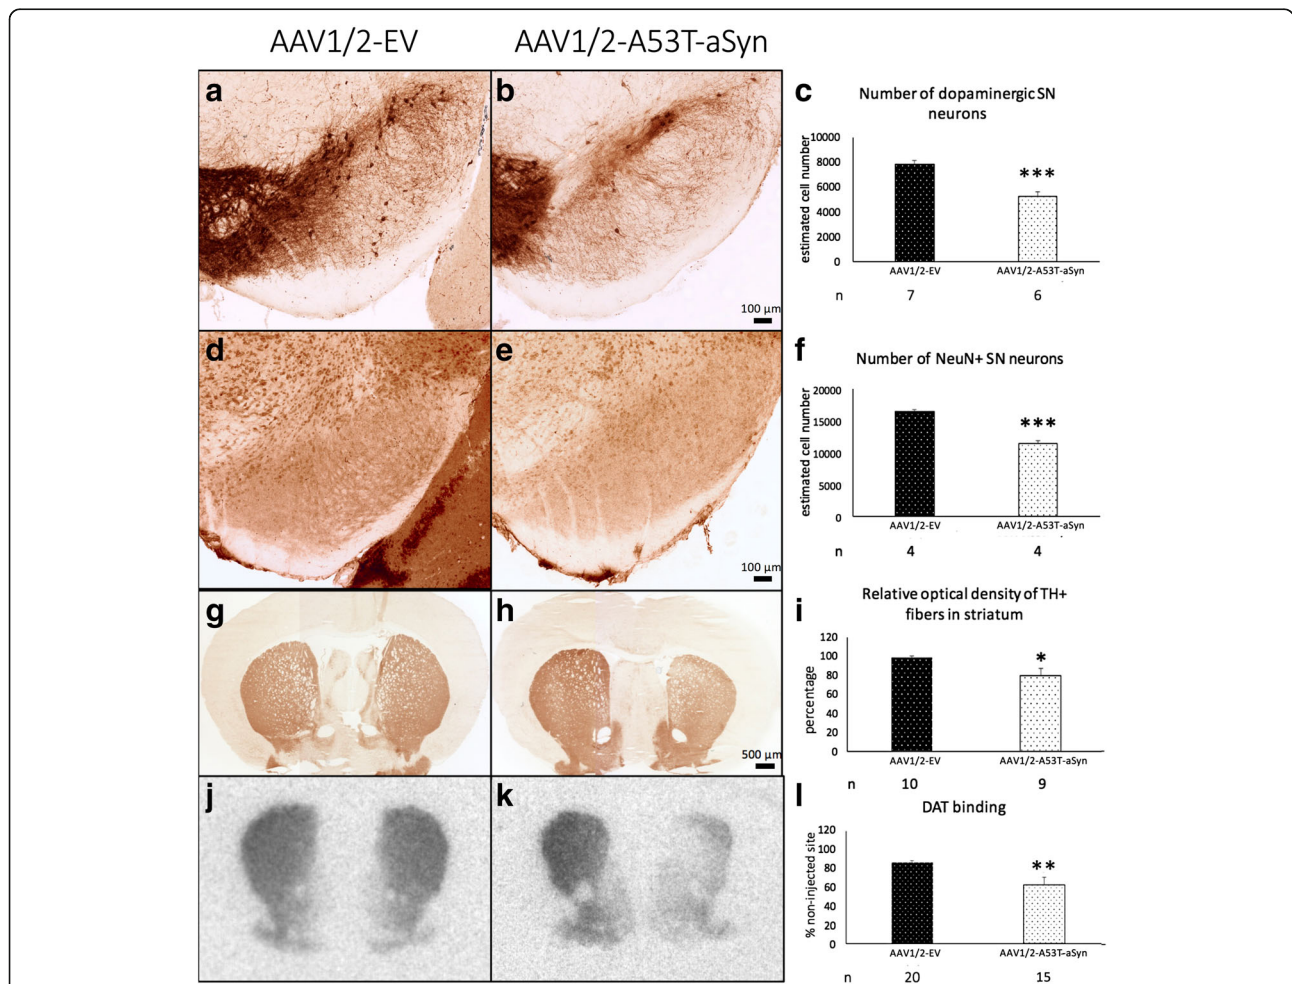 AAV1/2-EV
AAV1/2-A53T-aSyn
a
b
100 µm
c
Number of dopaminergic SN
neurons
estimated cell number
10000
8000
6000
4000
2000
0
***
AAV1/2-EV
AAV1/2-A53T-aSyn
n
7
6
d
e
100 µm
f
Number of NeuN+ SN neurons
estimated cell number
20000
15000
10000
5000
0
***
AAV1/2-EV
AAV1/2-A53T-aSyn
n
4
4
g
h
500 µm
i
Relative optical density of TH+
fibers in striatum
percentage
120
100
80
60
40
20
0
*
AAV1/2-EV
AAV1/2-A53T-aSyn
n
10
9
j
k
l
DAT binding
% non-injected site
120
100
80
60
40
20
0
**
AAV1/2-EV
AAV1/2-A53T-aSyn
n
20
15